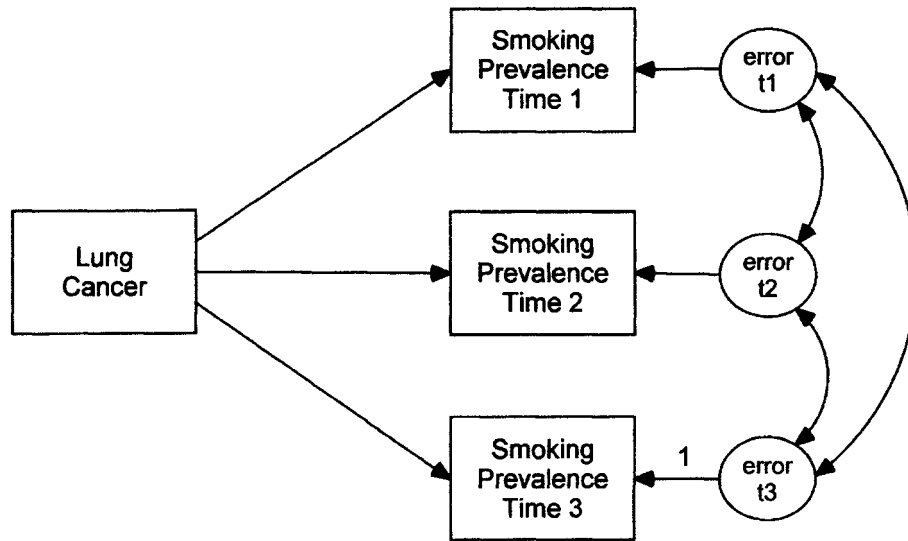 Smoking
Prevalence
Time 1
error
t1
Lung
Cancer
Smoking
Prevalence
Time 2
error
t2
Smoking
Prevalence
Time 3
1
error
t3